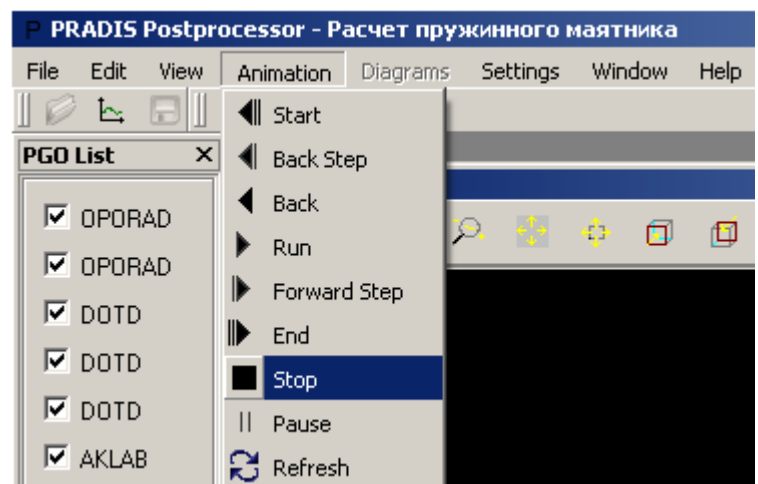 PRADIS Postprocessor - Расчет пружинного маятника
File Edit View Animation Diagrams Settings Window Help
PGO List
OPORAD
OPORAD
DOTD
DOTD
DOTD
AKLAB
Start
Back Step
Back
Run
Forward Step
End
Stop
Pause
Refresh